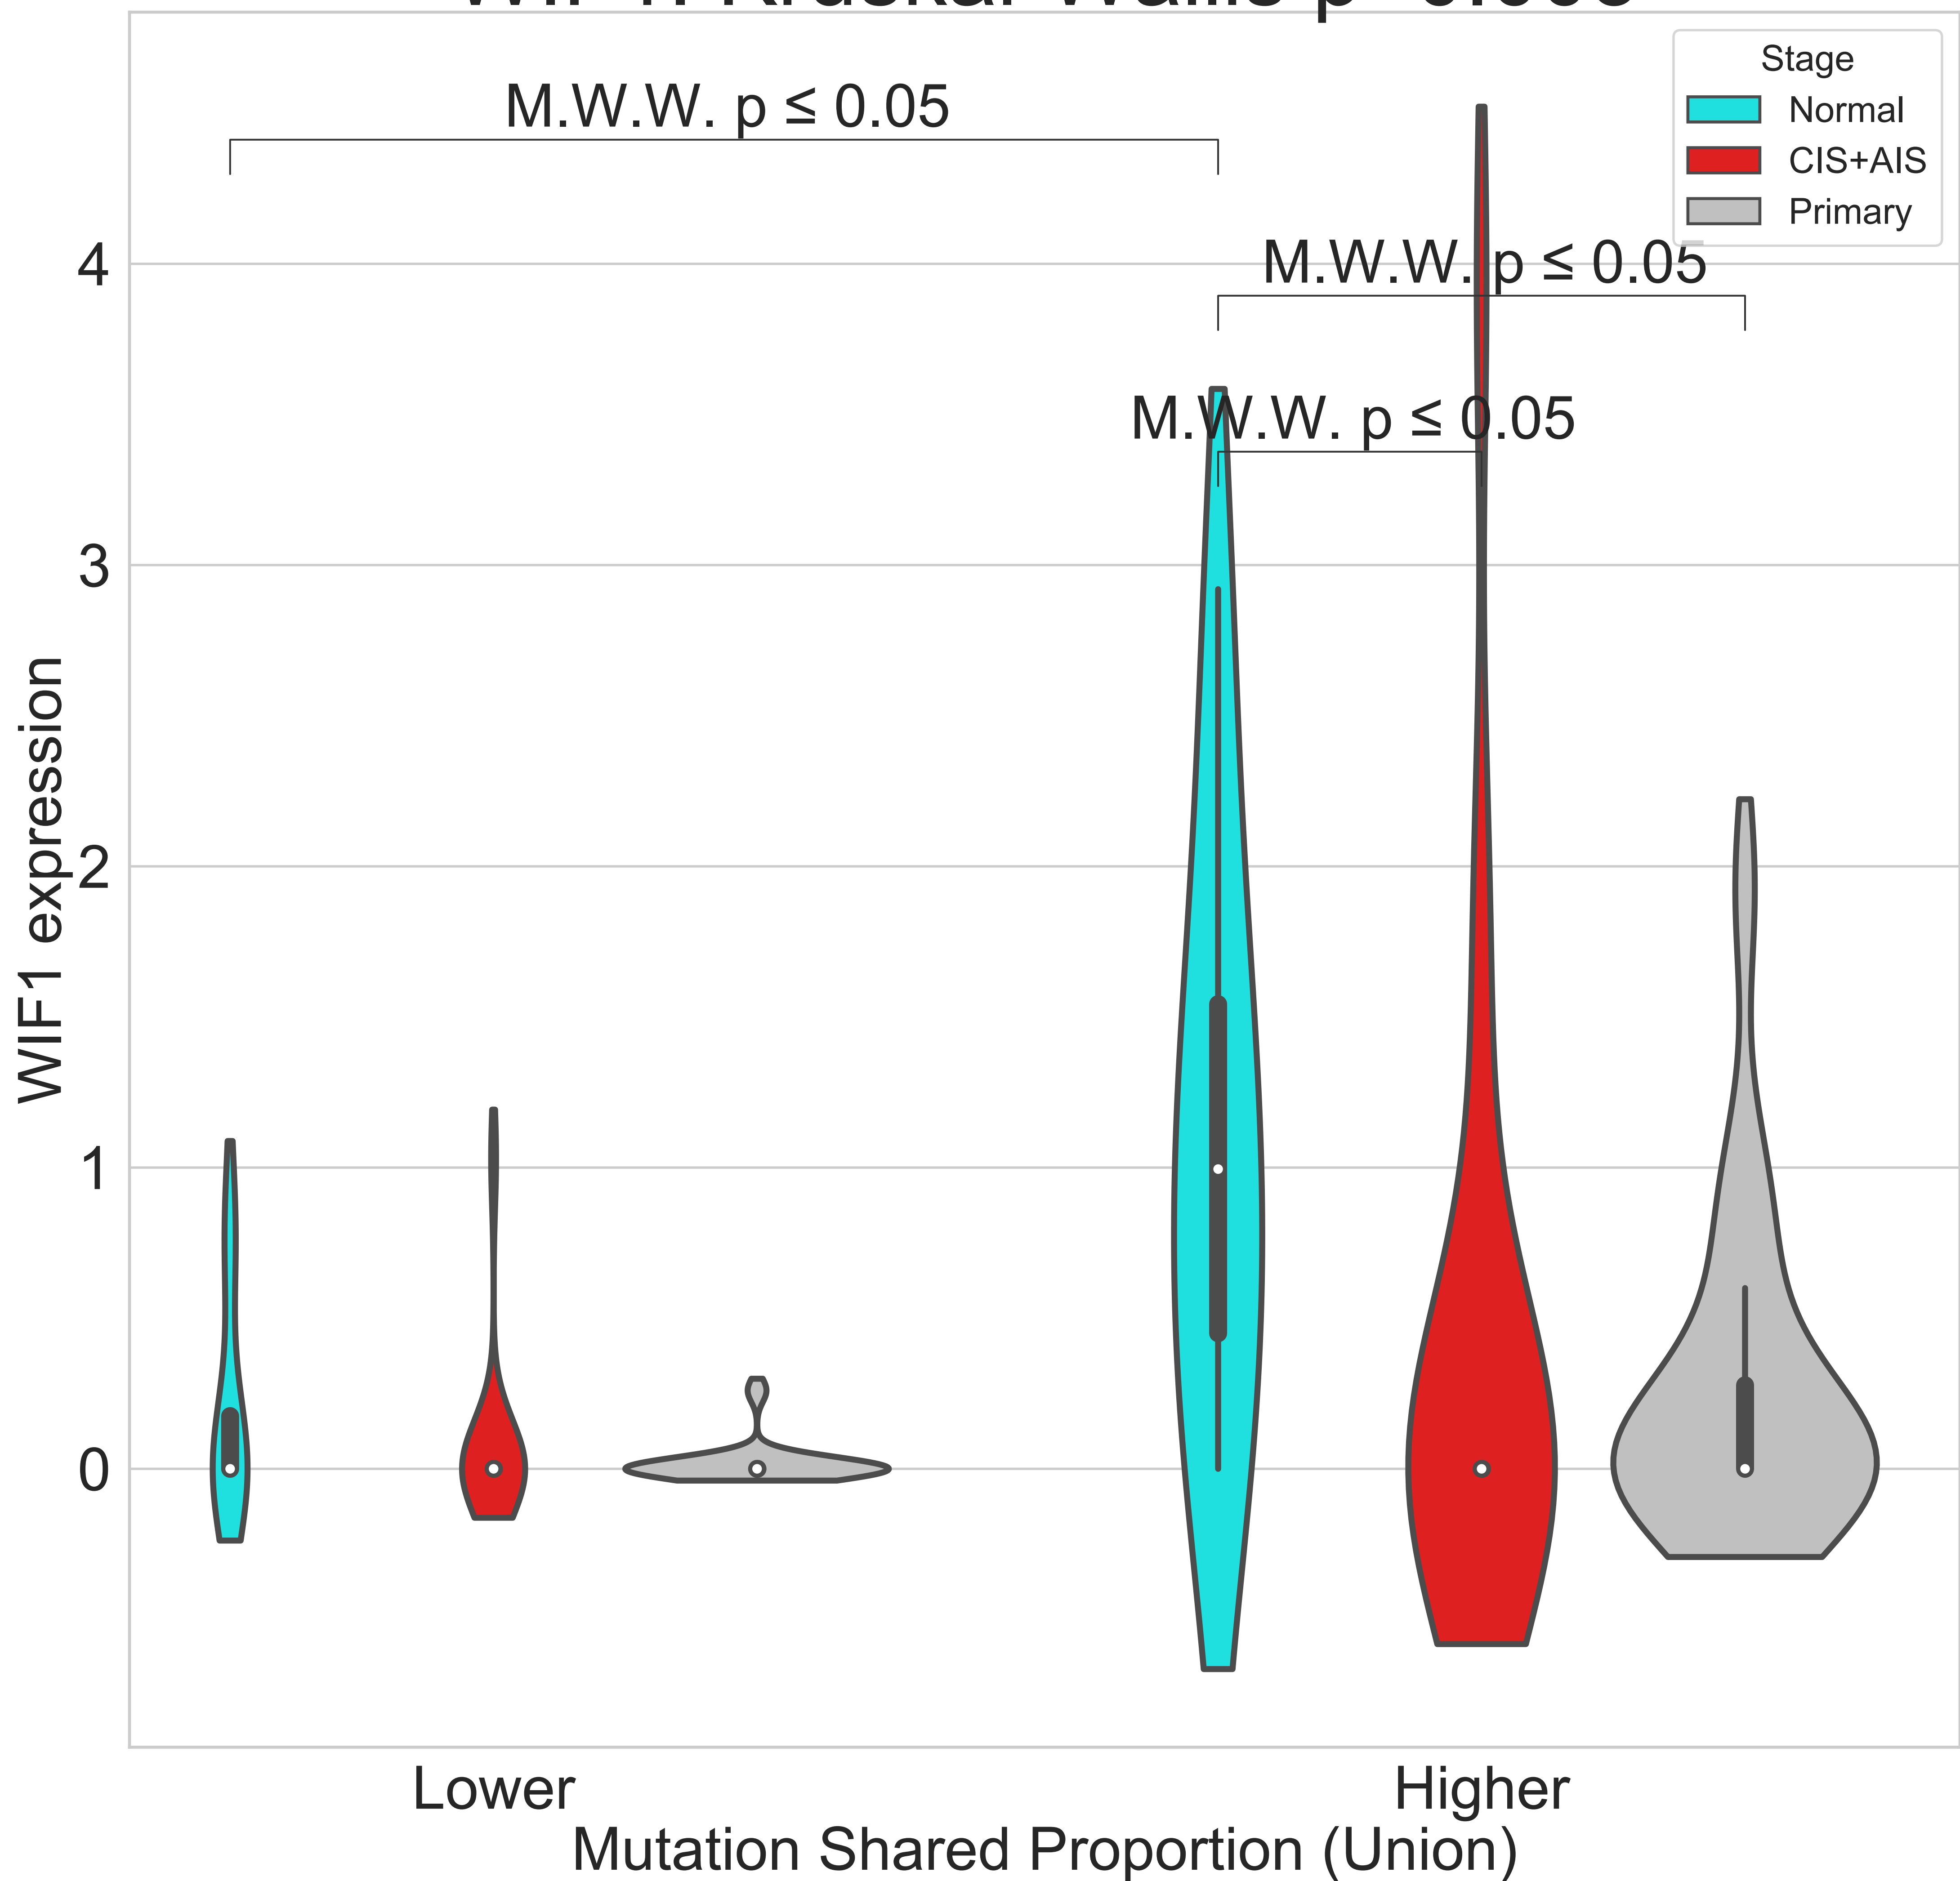 M.W.W. p ≤ 0.05
Stage
Normal
CIS+AIS
Primary
M.W.W. p ≤ 0.05
M.W.W. p ≤ 0.05
4
3
2
1
0
WIF1 expression
Lower
Higher
Mutation Shared Proportion (Union)